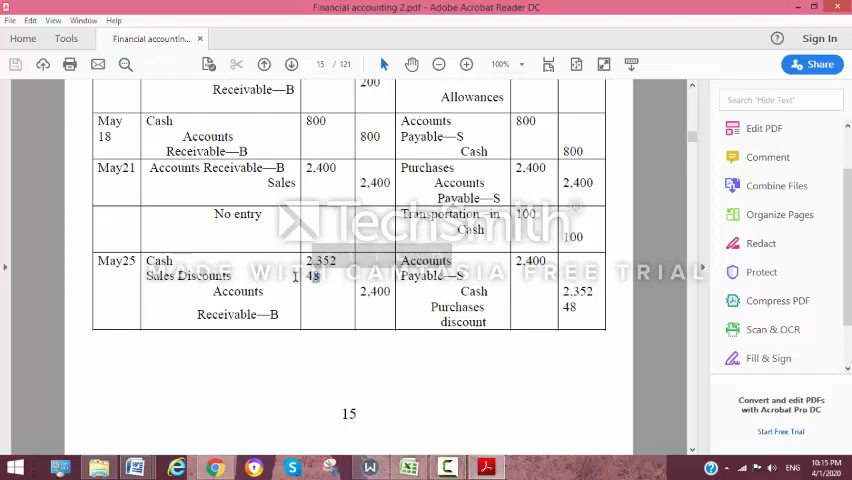 Financial accounting 2.pdf - Adobe Acrobat Reader DC
File Edit View Window Help
Home Tools Financial accountin... × Sign In
15 / 121 100% Share
Receivable—B 200 Allowances
May 18 Cash 800 Accounts Payable—S 800
Accounts Receivable—B 800 Cash 800
May21 Accounts Receivable—B 2,400 Purchases 2,400
Sales 2,400 Accounts Payable—S 2,400
No entry Transportation –in 100
Cash 100
May25 Cash 2,352 Accounts Payable—S 2,400
Sales Discounts 48
Accounts Receivable—B 2,400 Cash 2,352
Purchases discount 48
15
TechSmith®
MADE WITH CAMTASIA FREE TRIAL
Search 'Hide Text'
Edit PDF
Comment
Combine Files
Organize Pages
Redact
Protect
Compress PDF
Scan & OCR
Fill & Sign
Convert and edit PDFs
with Acrobat Pro DC
Start Free Trial
ENG
10:15 PM
4/1/2020